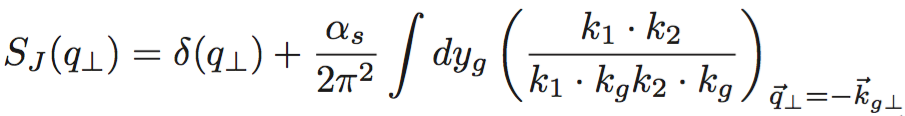 S_J(q_⊥) = δ(q_⊥) + \frac{α_s}{2π^2} ∫ dy_g \left( \frac{k_1 · k_2}{k_1 · k_g k_2 · k_g} \right)_{\vec{q}_⊥ = -\vec{k}_{g⊥}}